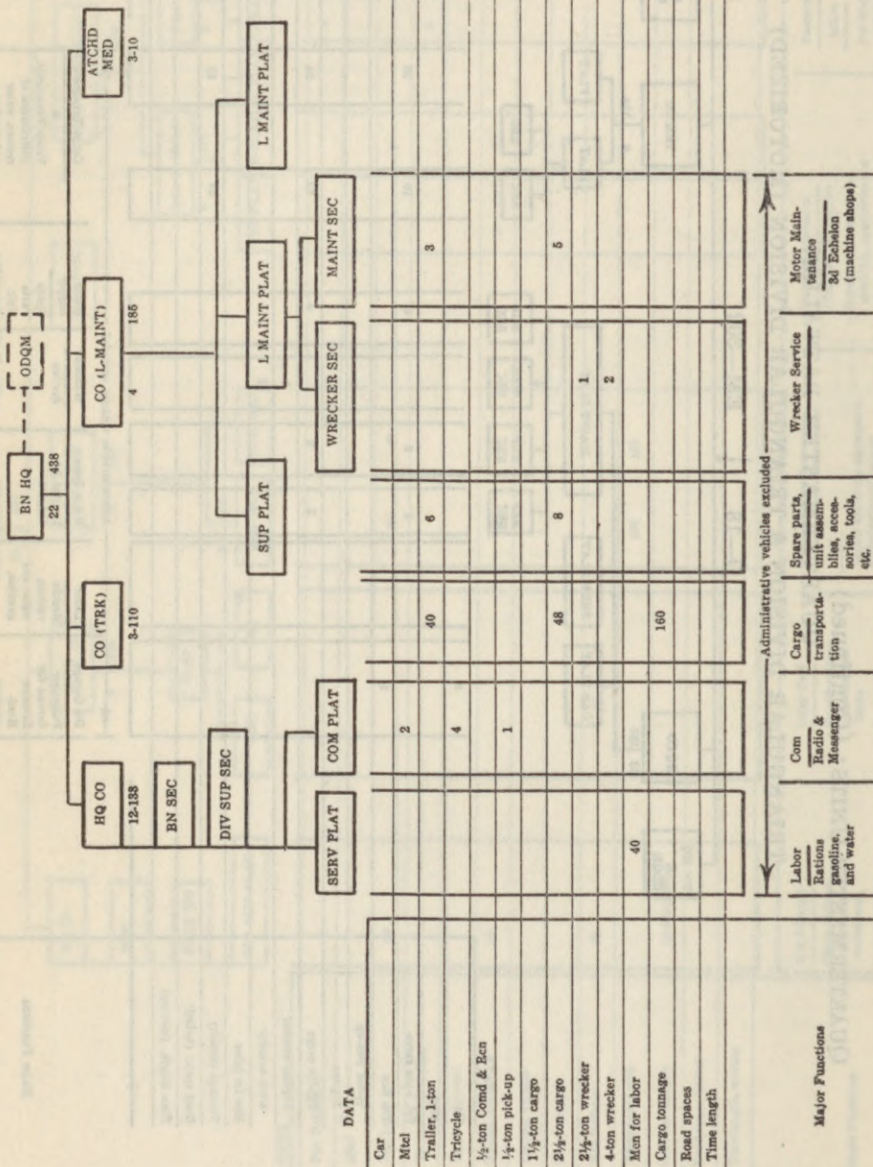 BN HQ
ODQM
22 438
HQ CO
CO (TRK)
CO (L-MAINT)
ATCHD
MED
12-133
3-110
4 185
3-10
BN SEC
DIV SUP SEC
SUP PLAT
L MAINT PLAT
L MAINT PLAT
DATA
SERV PLAT
COM PLAT
WRECKER SEC
MAINT SEC
Car
Mtcl 2
Trailer, 1-ton 40 6 3
Tricycle 4
½-ton Comd & Rcn
½-ton pick-up 1
1½-ton cargo
2½-ton cargo 48 8 5
2½-ton wrecker 1
4-ton wrecker 2
Men for labor 40
Cargo tonnage 160
Road spaces
Time length
Administrative vehicles excluded
Major Functions
Labor
Rations
gasoline,
and water
Com
Radio &
Messenger
Cargo
transporta-
tion
Spare parts,
unit assem-
blies, acces-
sories, tools,
etc.
Wrecker Service
Motor Main-
tenance
3d Echelon
(machine shops)